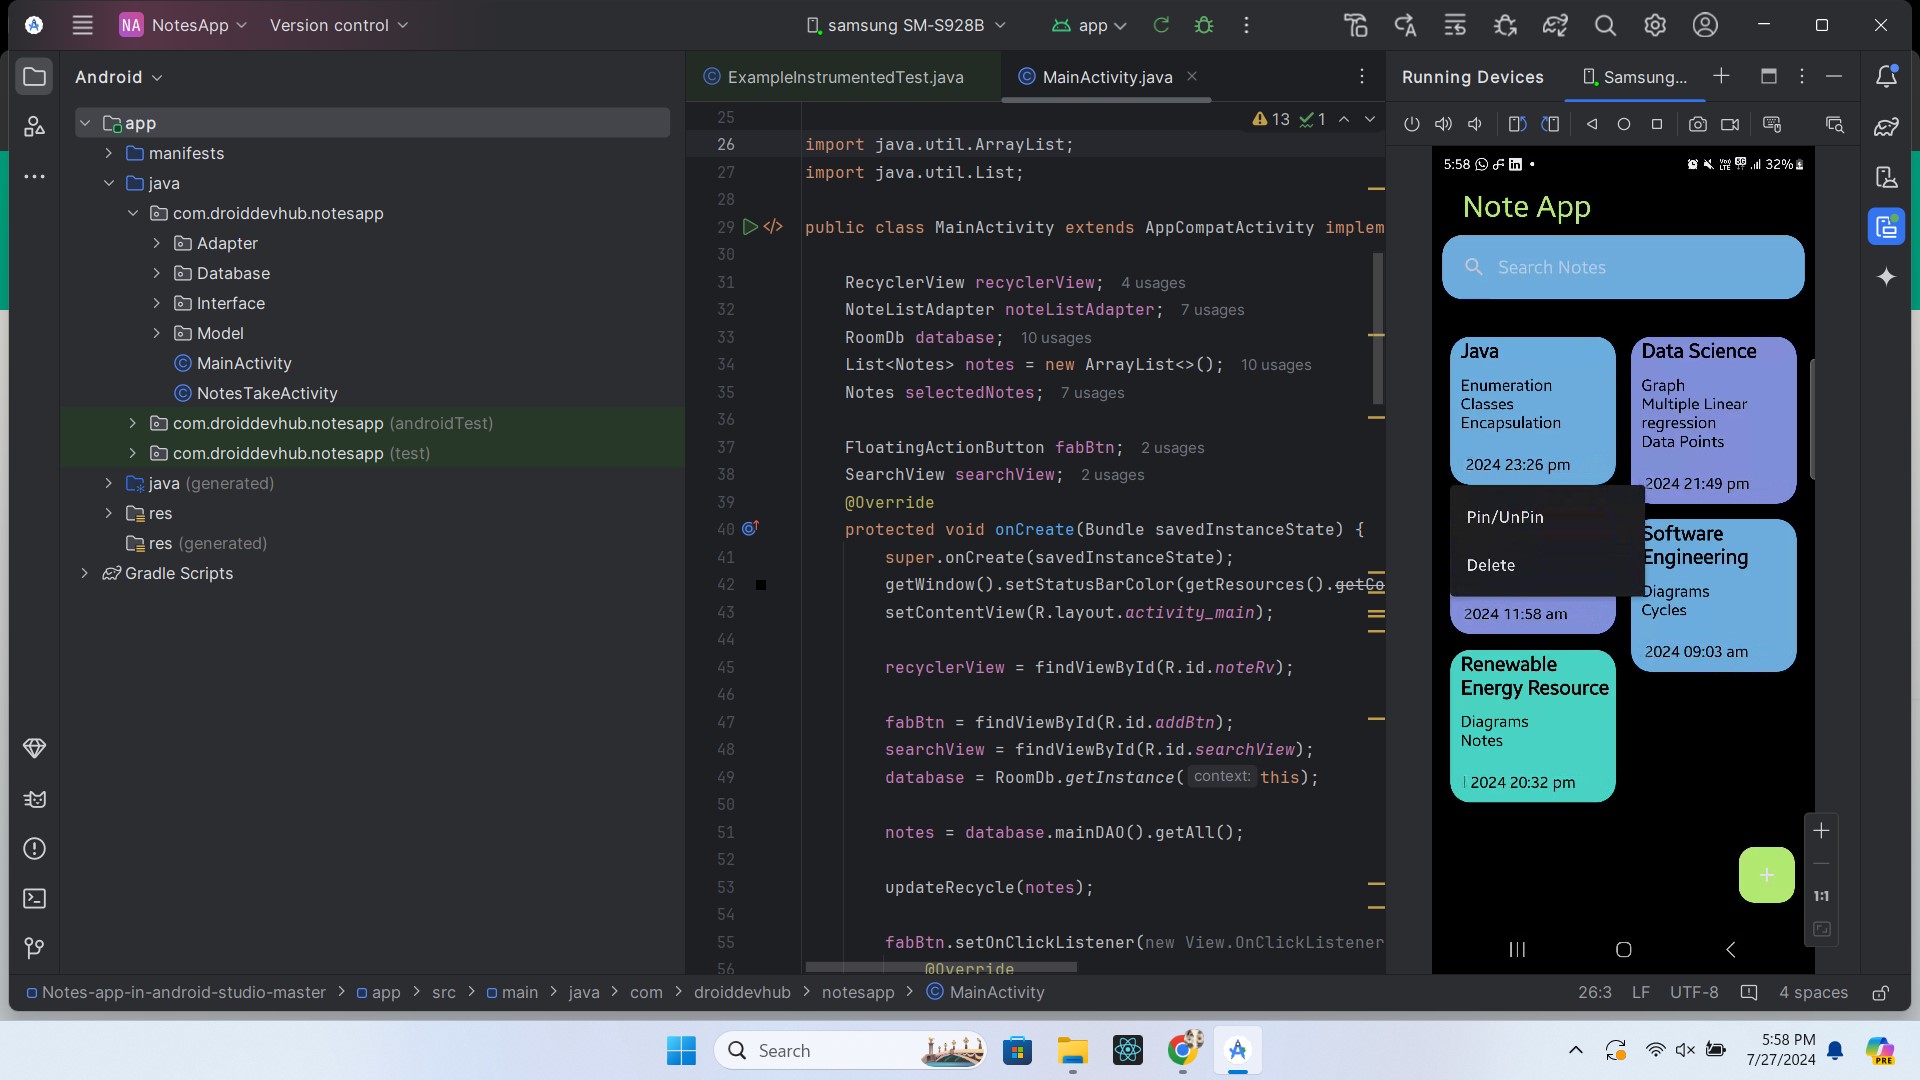 NA NotesApp Version control samsung SM-S928B app
Android
app
manifests
java
com.droiddevhub.notesapp
Adapter
Database
Interface
Model
MainActivity
NotesTakeActivity
com.droiddevhub.notesapp (androidTest)
com.droiddevhub.notesapp (test)
java (generated)
res
res (generated)
Gradle Scripts
ExampleInstrumentedTest.java MainActivity.java
13 1
25
26 import java.util.ArrayList;
27 import java.util.List;
28
29 public class MainActivity extends AppCompatActivity implem
30
31 RecyclerView recyclerView; 4 usages
32 NoteListAdapter noteListAdapter; 7 usages
33 RoomDb database; 10 usages
34 List<Notes> notes = new ArrayList<>(); 10 usages
35 Notes selectedNotes; 7 usages
36
37 FloatingActionButton fabBtn; 2 usages
38 SearchView searchView; 2 usages
39 @Override
40 protected void onCreate(Bundle savedInstanceState) {
41 super.onCreate(savedInstanceState);
42 getWindow().setStatusBarColor(getResources().getCo
43 setContentView(R.layout.activity_main);
44
45 recyclerView = findViewById(R.id.noteRv);
46
47 fabBtn = findViewById(R.id.addBtn);
48 searchView = findViewById(R.id.searchView);
49 database = RoomDb.getInstance( context: this);
50
51 notes = database.mainDAO().getAll();
52
53 updateRecycle(notes);
54
55 fabBtn.setOnClickListener(new View.OnClickListener
56 @Override
Running Devices Samsung...
5:58 32%
Note App
Search Notes
Java
Enumeration
Classes
Encapsulation
2024 23:26 pm
Data Science
Graph
Multiple Linear
regression
Data Points
2024 21:49 pm
Pin/UnPin
Delete
2024 11:58 am
Software
Engineering
Diagrams
Cycles
2024 09:03 am
Renewable
Energy Resource
Diagrams
Notes
2024 20:32 pm
+
1:1
Notes-app-in-android-studio-master > app > src > main > java > com > droiddevhub > notesapp > MainActivity
26:3 LF UTF-8 4 spaces
Search
5:58 PM
7/27/2024
PRE